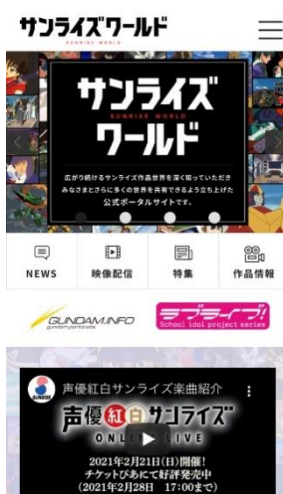 サンライズワールド
SUNRISE WORLD
サンライズ
SUNRISE WORLD
ワールド
広がり続けるサンライズ作品世界を深く知っていただき
みなさまとさらに多くの世界を共有できるよう立ち上げた
公式ポータルサイトです。
NEWS
映像配信
特集
作品情報
GUNDAM.INFO
gundam portal site
ラブライブ!
School idol project series
声優紅白サンライズ楽曲紹介
SUNRISE
声優紅白サンライズ
ONLINE LIVE
2021年2月21日(日)開催!
チケットぴあにて好評発売中
(2021年2月28日 17:00まで)